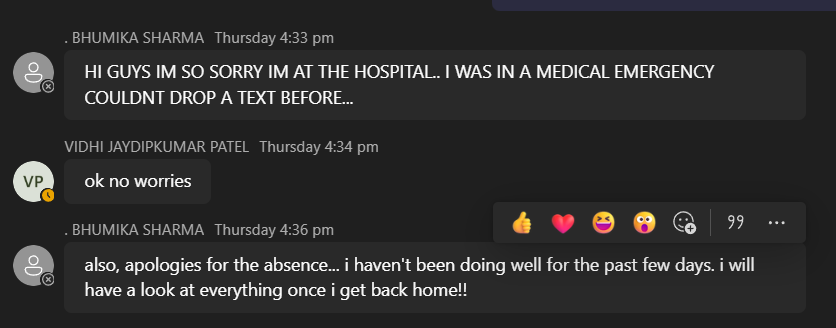 . BHUMIKA SHARMA Thursday 4:33 pm
HI GUYS IM SO SORRY IM AT THE HOSPITAL.. I WAS IN A MEDICAL EMERGENCY
COULDNT DROP A TEXT BEFORE...
VIDHI JAYDIPKUMAR PATEL Thursday 4:34 pm
VP
ok no worries
. BHUMIKA SHARMA Thursday 4:36 pm
also, apologies for the absence... i haven't been doing well for the past few days. i will
have a look at everything once i get back home!!